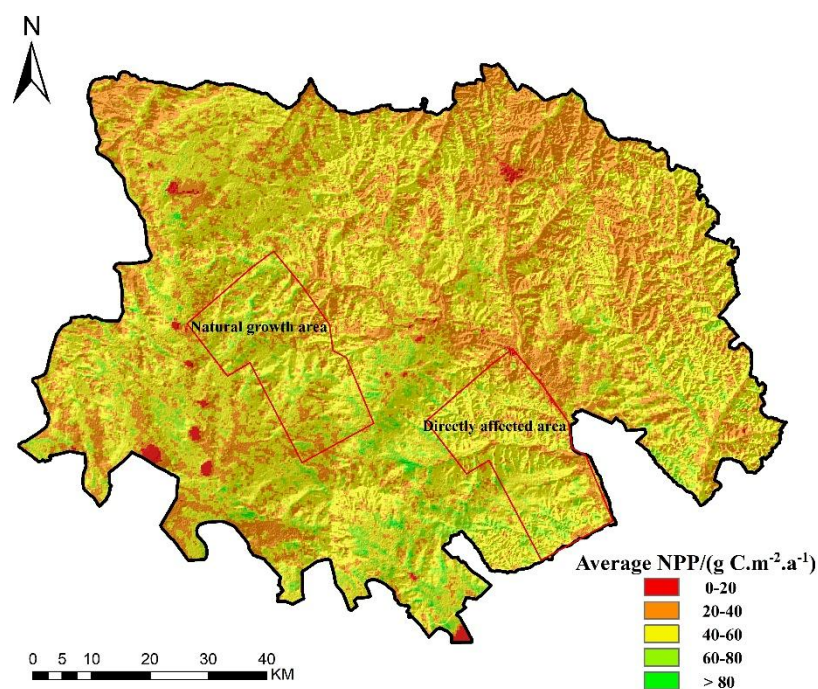 N
Natural growth area
Directly affected area
Average NPP/(g C.m⁻².a⁻¹)
0-20
20-40
40-60
60-80
> 80
0 5 10 20 30 40
KM